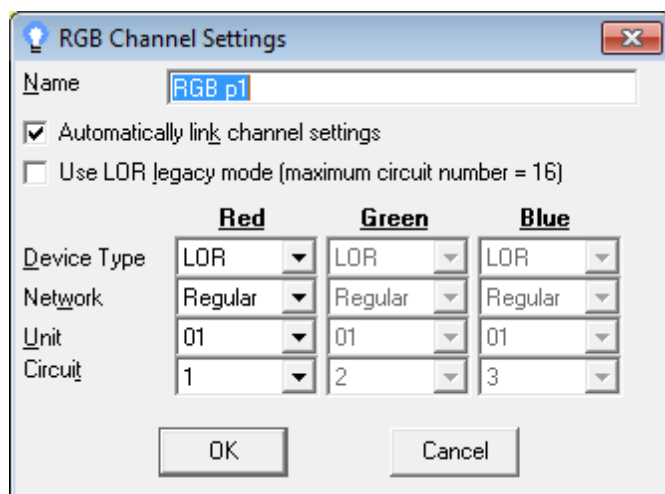 RGB Channel Settings
Name RGB p1
Automatically link channel settings
Use LOR legacy mode (maximum circuit number = 16)
Red Green Blue
Device Type LOR LOR LOR
Network Regular Regular Regular
Unit 01 01 01
Circuit 1 2 3
OK Cancel